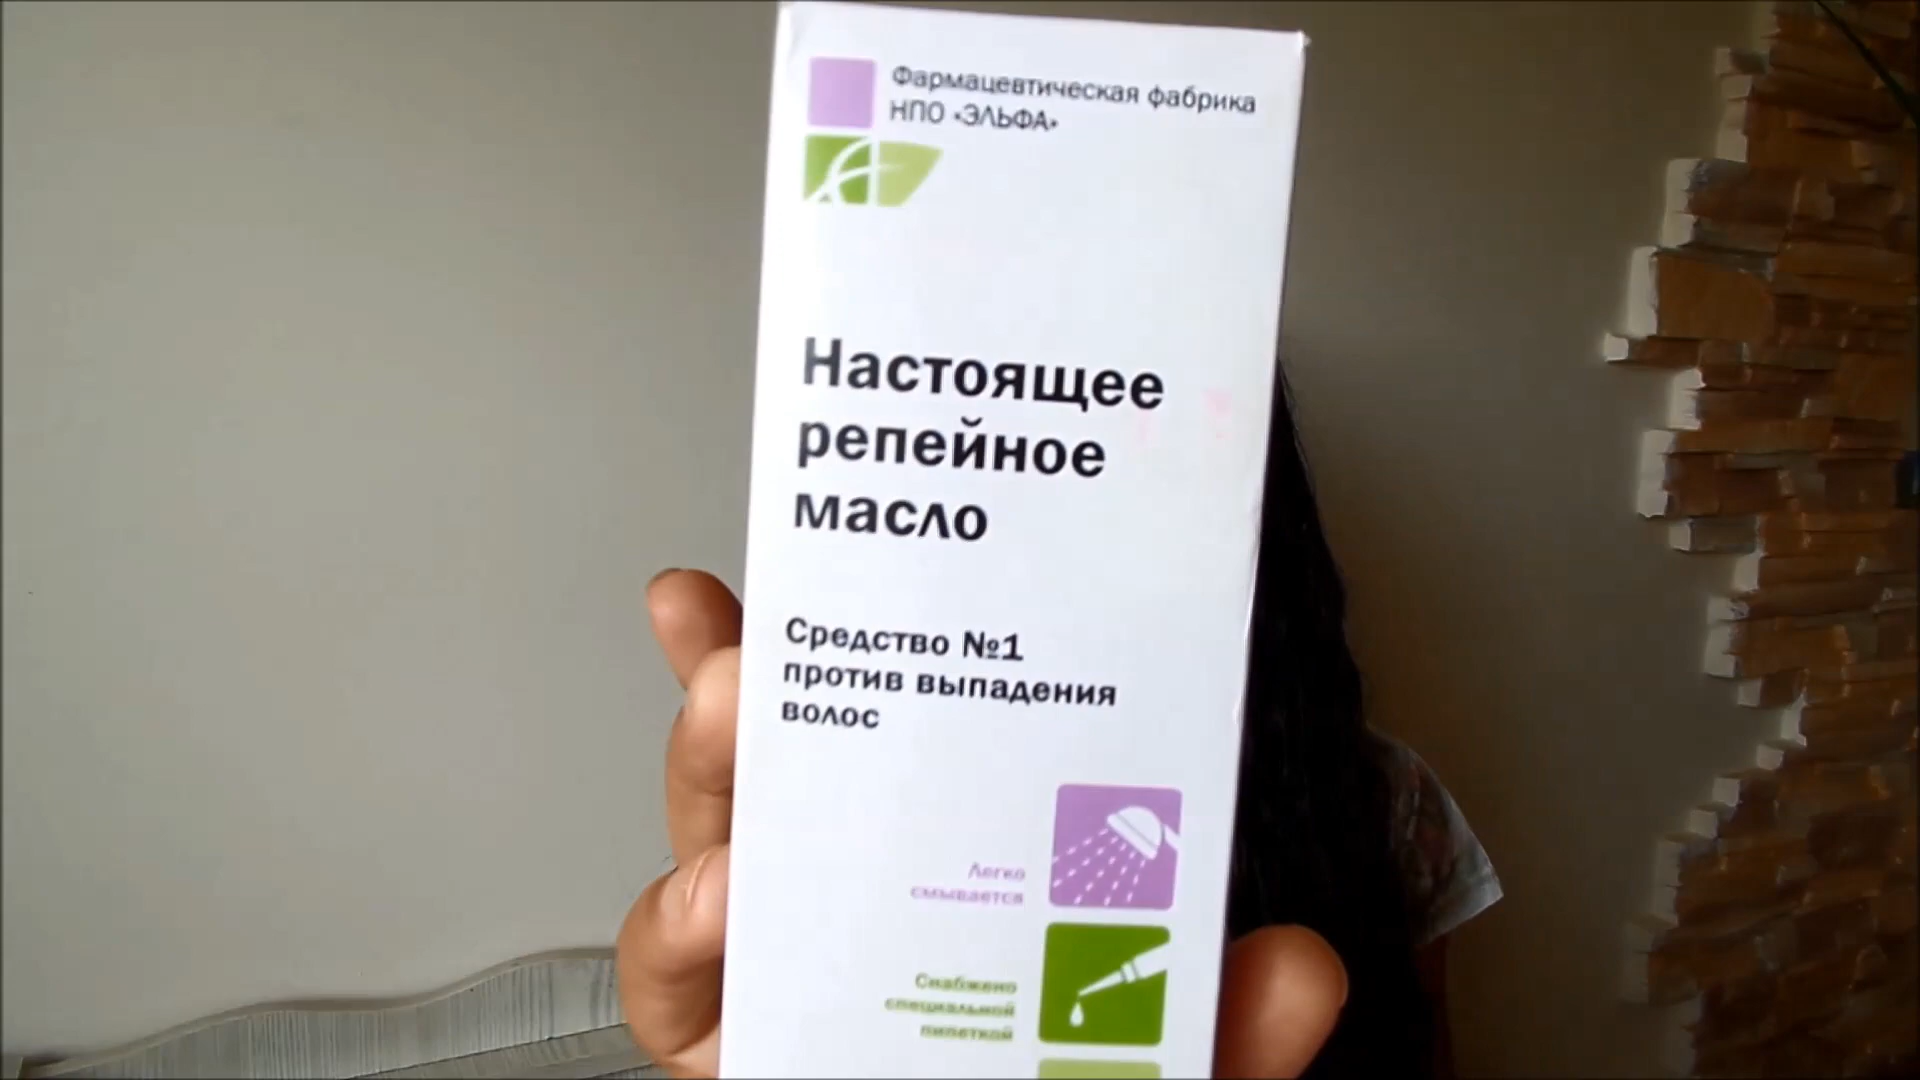 Фармацевтическая фабрика
НПО «ЭЛЬФА»
Настоящее
репейное
масло
Средство №1
против выпадения
волос
Легко
смывается
Снабжено
специальной
пипеткой